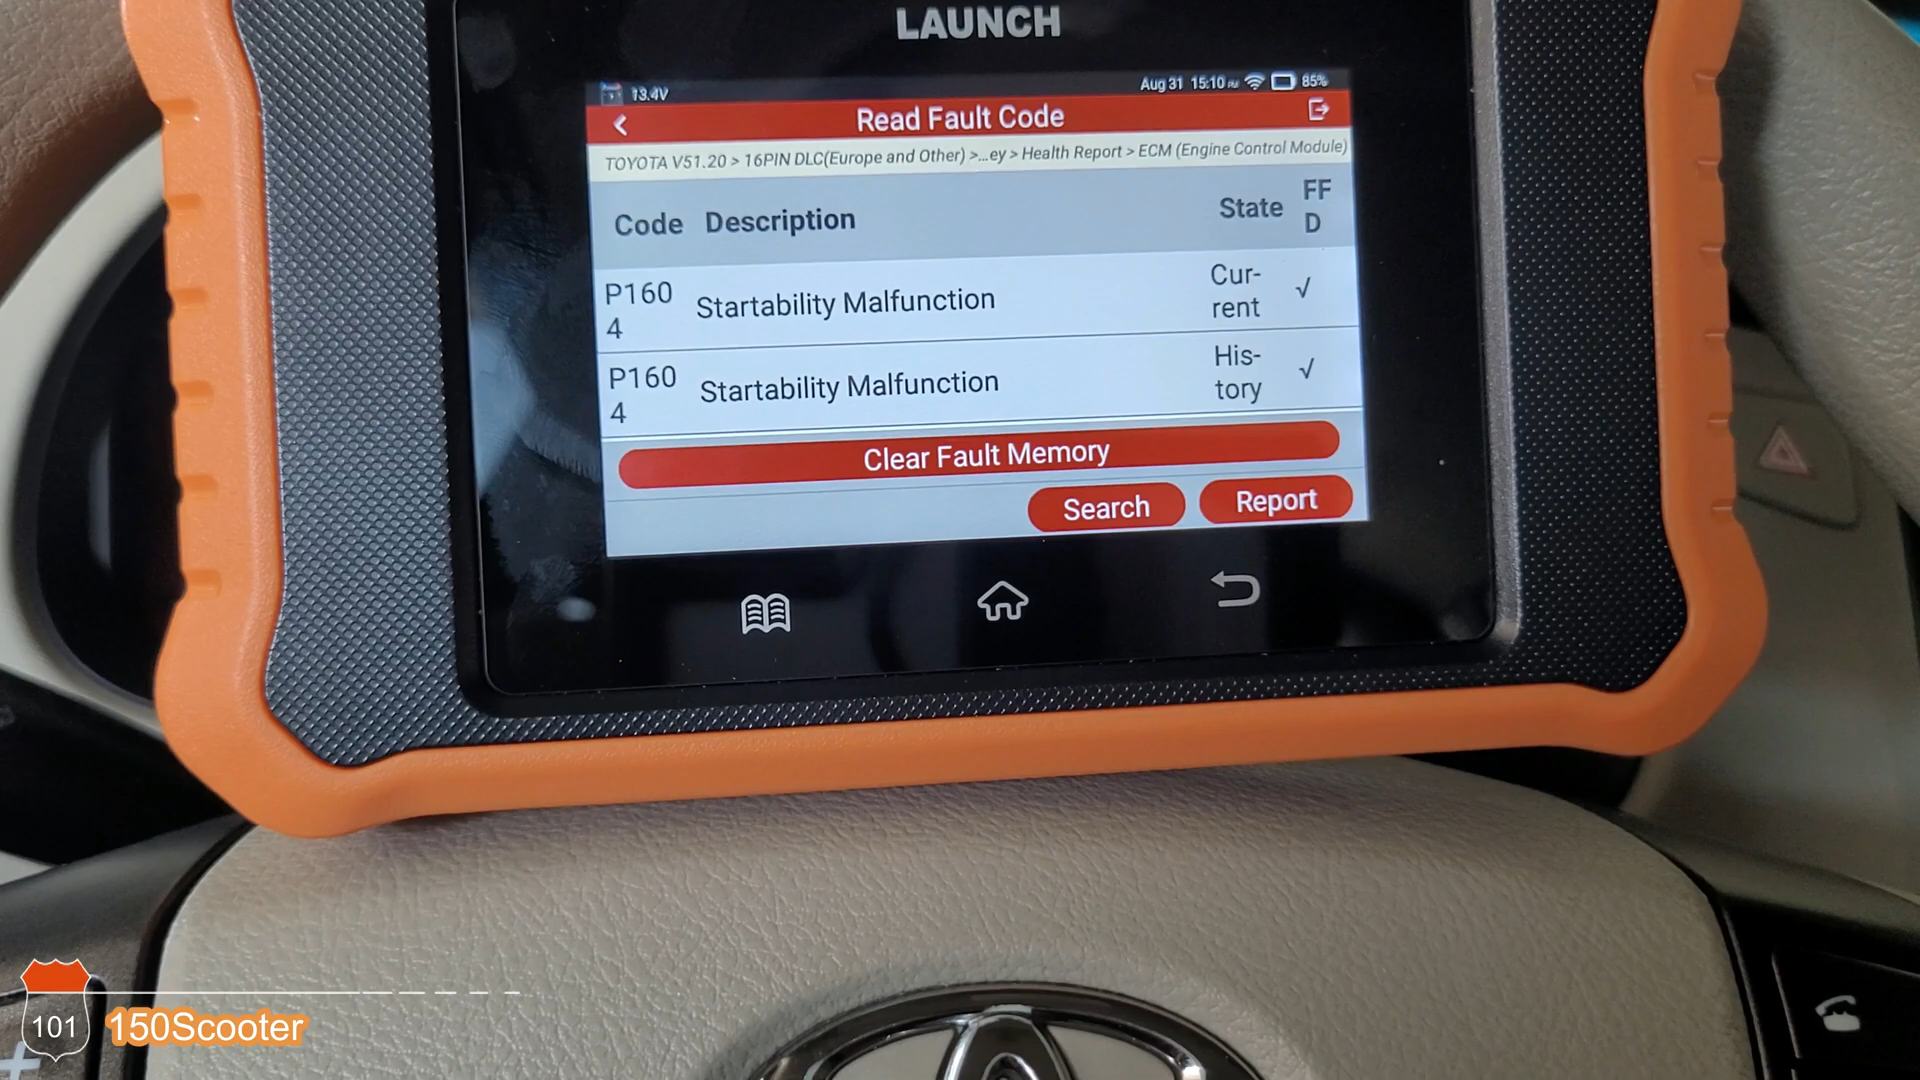 LAUNCH
13.4V
Aug 31 15:10 PM 85%
Read Fault Code
TOYOTA V51.20 > 16PIN DLC(Europe and Other) >...ey > Health Report > ECM (Engine Control Module)
Code Description State FF
D
P160
4
Startability Malfunction
Cur-
rent
√
P160
4
Startability Malfunction
His-
tory
√
Clear Fault Memory
Search
Report
101
150Scooter